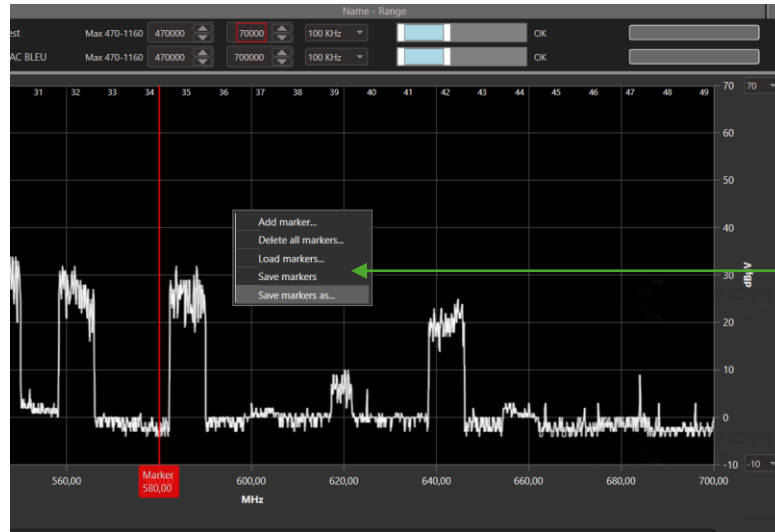 Name - Range
est Max 470-1160 470000 70000 100 KHz OK
AC BLEU Max 470-1160 470000 700000 100 KHz OK
31 32 33 34 35 36 37 38 39 40 41 42 43 44 45 46 47 48 49 70 70
60
50
40
Add marker...
Delete all markers...
Load markers...
Save markers
30
Save markers as...
dBµV
20
10
0
-10 -10
560,00 Marker 600,00 620,00 640,00 660,00 680,00 700,00
580,00
MHz